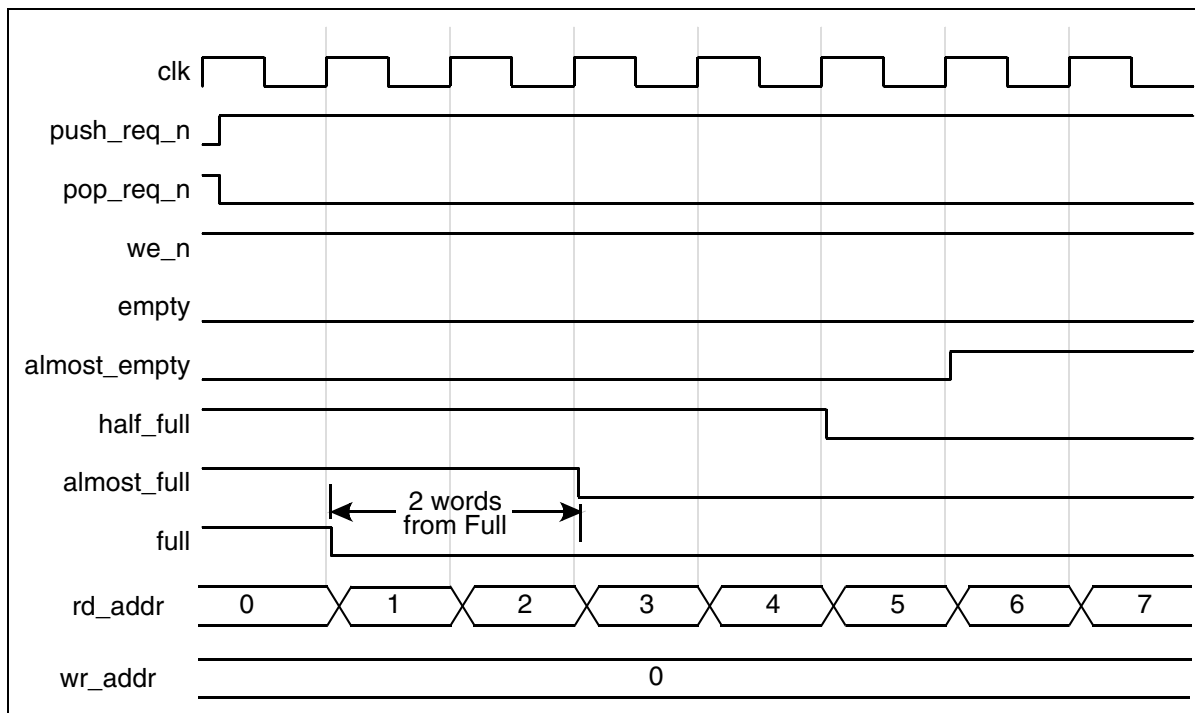 clk
push_req_n
pop_req_n
we_n
empty
almost_empty
half_full
almost_full
2 words
from Full
full
rd_addr 0 1 2 3 4 5 6 7
wr_addr 0